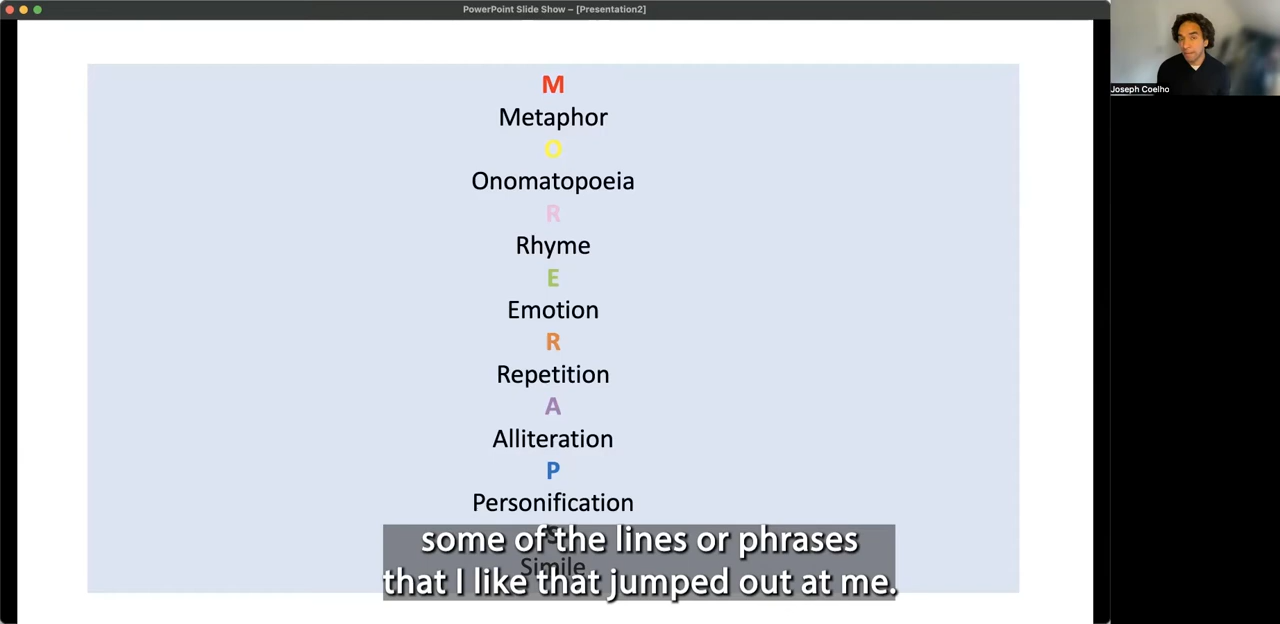 PowerPoint Slide Show – [Presentation2]
Joseph Coelho
M
Metaphor
O
Onomatopoeia
R
Rhyme
E
Emotion
R
Repetition
A
Alliteration
P
Personification
S
Simile
some of the lines or phrases
that I like that jumped out at me.